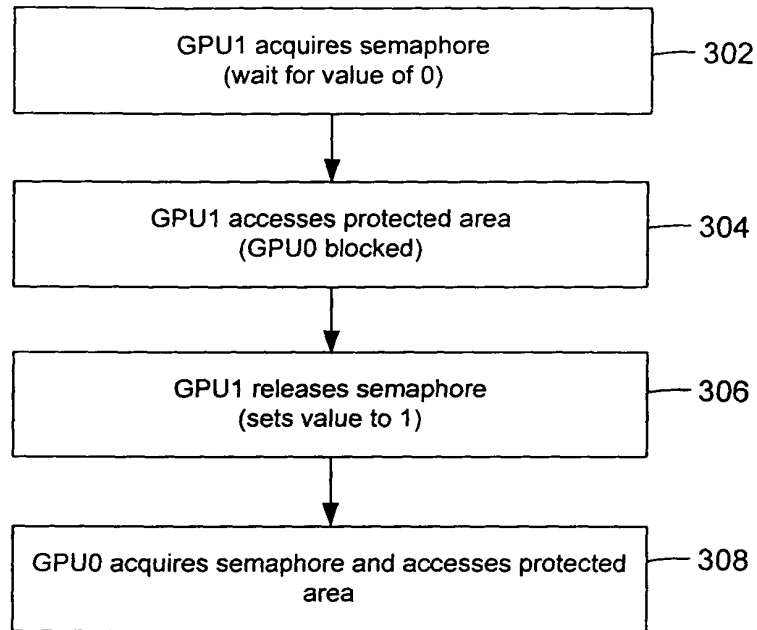 GPU1 acquires semaphore
(wait for value of 0)
302
GPU1 accesses protected area
(GPU0 blocked)
304
GPU1 releases semaphore
(sets value to 1)
306
GPU0 acquires semaphore and accesses protected
area
308